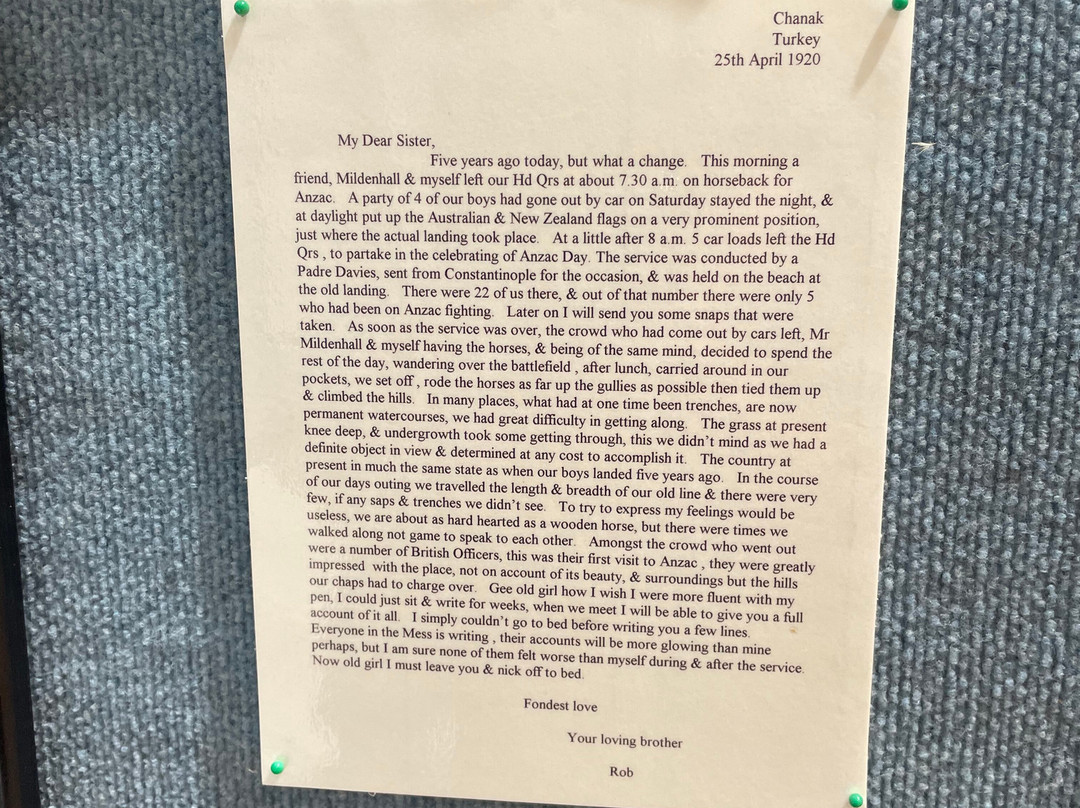 Chanak
Turkey
25th April 1920
My Dear Sister,
Five years ago today, but what a change. This morning a
friend, Mildenhall & myself left our Hd Qrs at about 7.30 a.m. on horseback for
Anzac. A party of 4 of our boys had gone out by car on Saturday stayed the night, &
at daylight put up the Australian & New Zealand flags on a very prominent position,
just where the actual landing took place. At a little after 8 a.m. 5 car loads left the Hd
Qrs , to partake in the celebrating of Anzac Day. The service was conducted by a
Padre Davies, sent from Constantinople for the occasion, & was held on the beach at
the old landing. There were 22 of us there, & out of that number there were only 5
who had been on Anzac fighting. Later on I will send you some snaps that were
taken. As soon as the service was over, the crowd who had come out by cars left, Mr
Mildenhall & myself having the horses, & being of the same mind, decided to spend the
rest of the day, wandering over the battlefield , after lunch, carried around in our
pockets, we set off , rode the horses as far up the gullies as possible then tied them up
& climbed the hills. In many places, what had at one time been trenches, are now
permanent watercourses, we had great difficulty in getting along. The grass at present
knee deep, & undergrowth took some getting through, this we didn't mind as we had a
definite object in view & determined at any cost to accomplish it. The country at
present in much the same state as when our boys landed five years ago. In the course
of our days outing we travelled the length & breadth of our old line & there were very
few, if any saps & trenches we didn't see. To try to express my feelings would be
useless, we are about as hard hearted as a wooden horse, but there were times we
walked along not game to speak to each other. Amongst the crowd who went out
were a number of British Officers, this was their first visit to Anzac , they were greatly
impressed with the place, not on account of its beauty, & surroundings but the hills
our chaps had to charge over. Gee old girl how I wish I were more fluent with my
pen, I could just sit & write for weeks, when we meet I will be able to give you a full
account of it all. I simply couldn't go to bed before writing you a few lines.
Everyone in the Mess is writing , their accounts will be more glowing than mine
perhaps, but I am sure none of them felt worse than myself during & after the service.
Now old girl I must leave you & nick off to bed.
Fondest love
Your loving brother
Rob